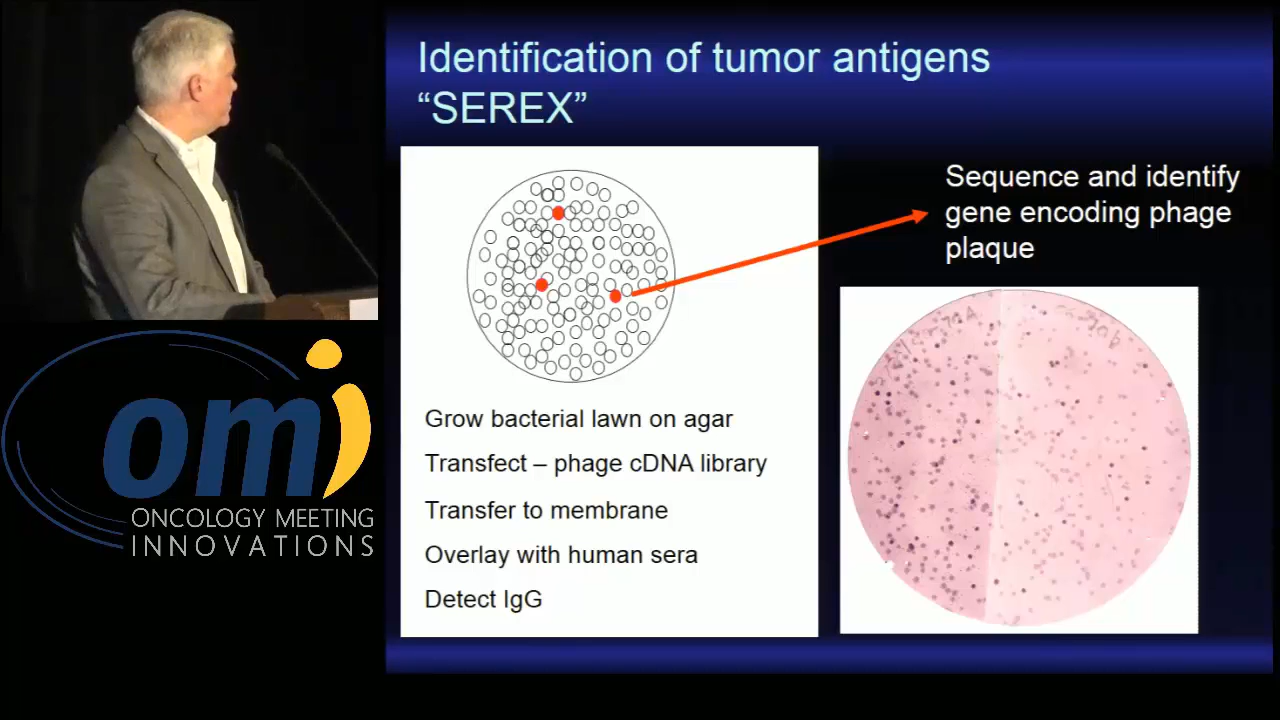 Identification of tumor antigens
“SEREX”
Sequence and identify
gene encoding phage
plaque
Grow bacterial lawn on agar
Transfect – phage cDNA library
Transfer to membrane
Overlay with human sera
Detect IgG
omi
ONCOLOGY MEETING
INNOVATIONS